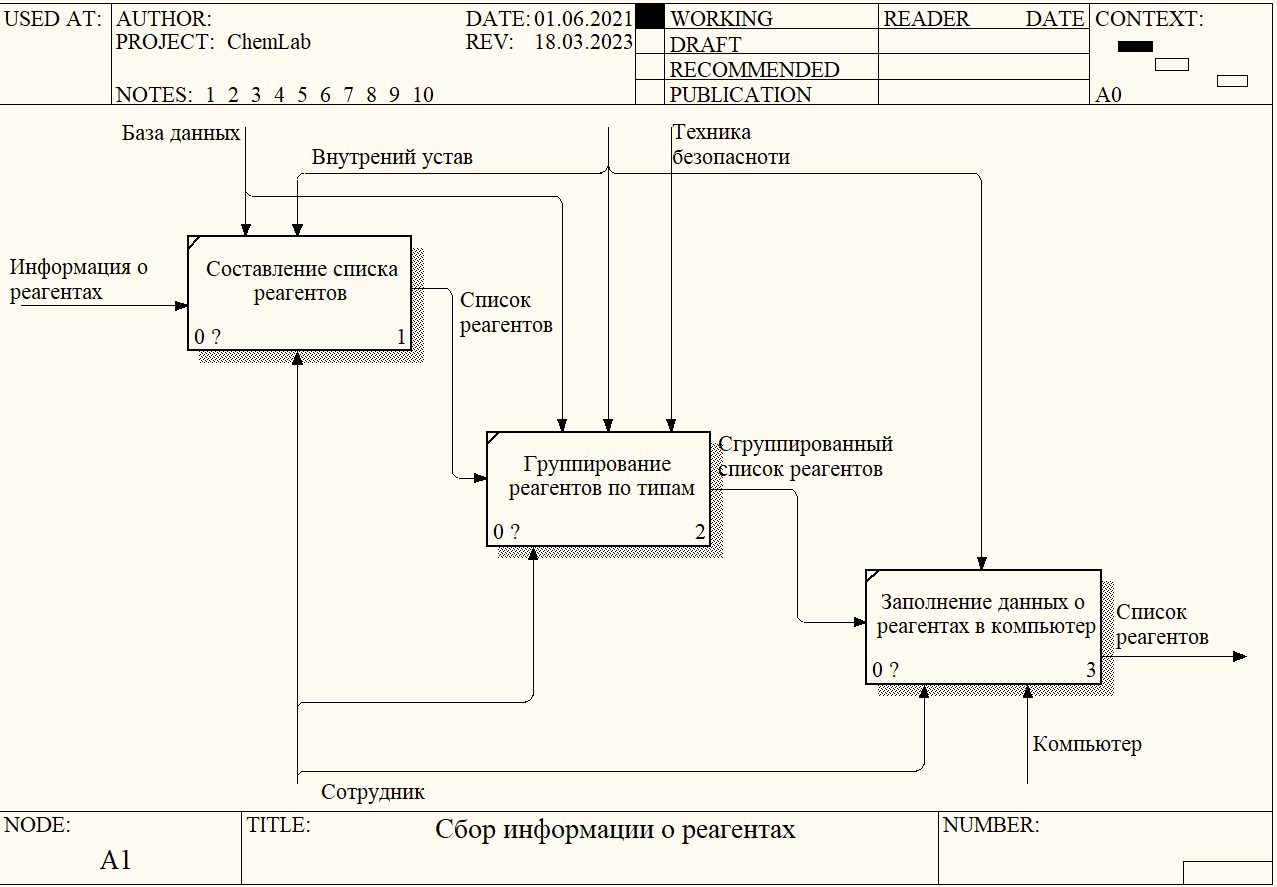 USED AT:
AUTHOR:
DATE: 01.06.2021
PROJECT: ChemLab
REV: 18.03.2023
NOTES: 1 2 3 4 5 6 7 8 9 10
WORKING
DRAFT
RECOMMENDED
PUBLICATION
READER DATE
CONTEXT:
A0
База данных
Внутрений устав
Техника
безопасноти
Информация о
реагентах
Составление списка
реагентов
0 ? 1
Список
реагентов
Группирование
реагентов по типам
0 ? 2
Сгруппированный
список реагентов
Заполнение данных о
реагентах в компьютер
0 ? 3
Список
реагентов
Компьютер
Сотрудник
NODE:
A1
TITLE:
Сбор информации о реагентах
NUMBER: